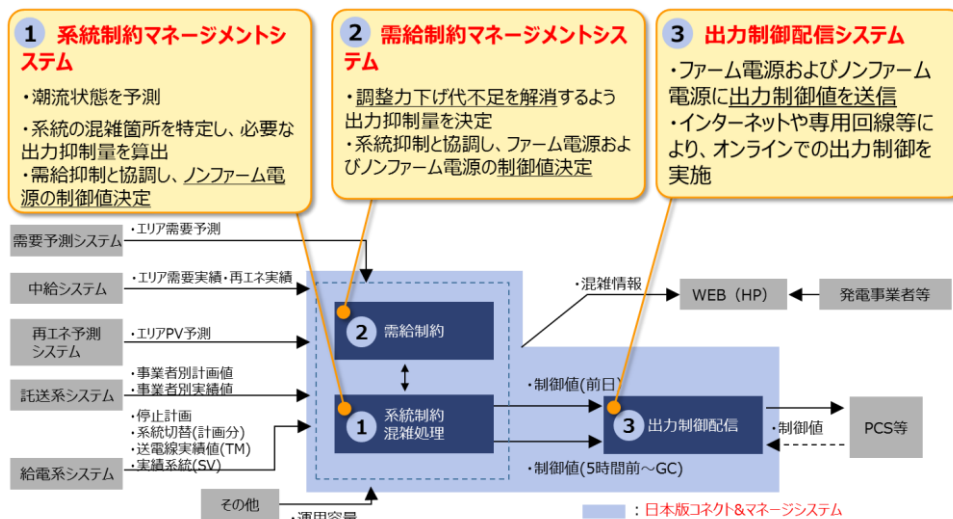 1 系統制約マネージメントシ
ステム
・潮流状態を予測
・系統の混雑箇所を特定し、必要な
出力抑制量を算出
・需給抑制と協調し、ノンファーム電
源の制御値決定
2 需給制約マネージメントシス
テム
・調整力下げ代不足を解消するよう
出力抑制量を決定
・系統抑制と協調し、ファーム電源およ
びノンファーム電源の制御値決定
3 出力制御配信システム
・ファーム電源およびノンファーム
電源に出力制御値を送信
・インターネットや専用回線等に
より、オンラインでの出力制御を
実施
需要予測システム
・エリア需要予測
中給システム
・エリア需要実績・再エネ実績
再エネ予測
システム
・エリアPV予測
託送系システム
・事業者別計画値
・事業者別実績値
給電系システム
・停止計画
・系統切替(計画分)
・送電線実績値(TM)
・実績系統(SV)
その他
・運用容量
2 需給制約
1 系統制約
混雑処理
・制御値(前日)
・制御値(5時間前～GC)
3 出力制御配信
・混雑情報
WEB（HP）
発電事業者等
・制御値
PCS等
：日本版コネクト&マネージシステム